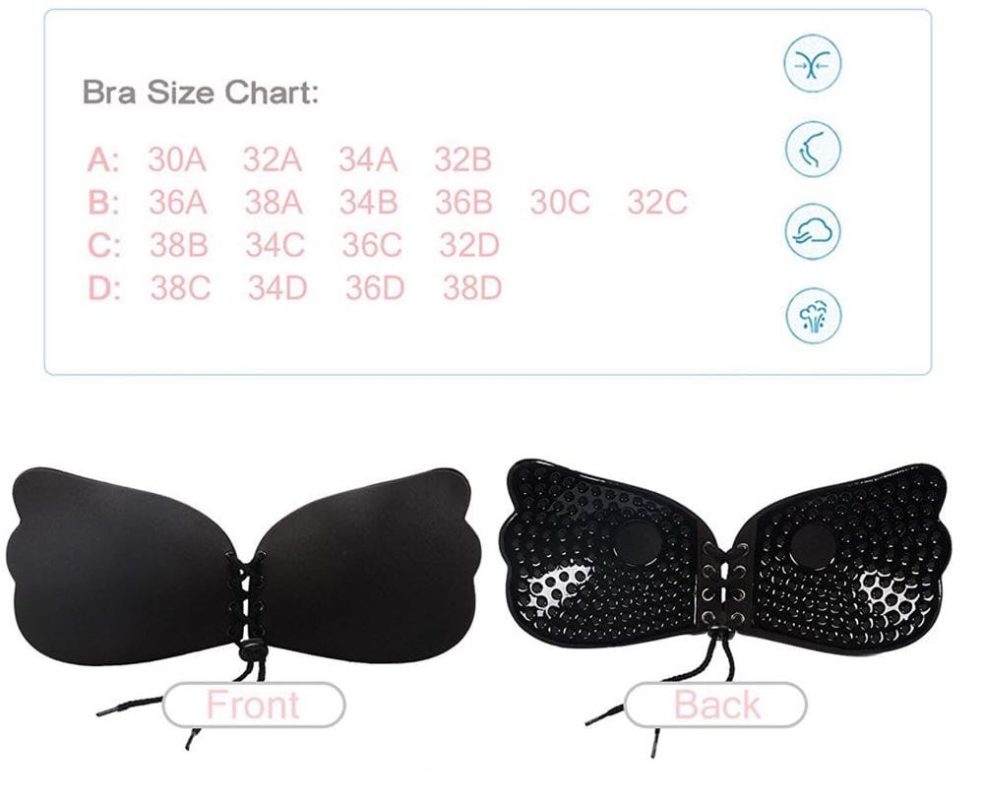 Bra Size Chart:
A: 30A 32A 34A 32B
B: 36A 38A 34B 36B 30C 32C
C: 38B 34C 36C 32D
D: 38C 34D 36D 38D
Front
Back